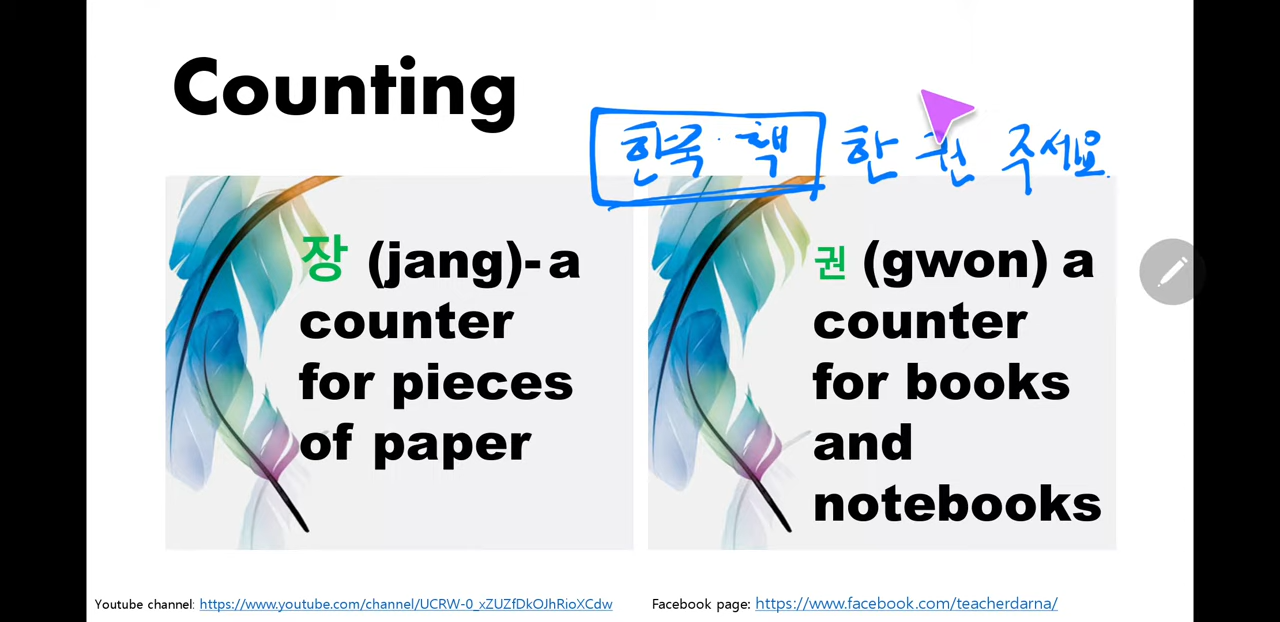 Counting
한국 책 한 권 주세요.
장 (jang)- a
counter
for pieces
of paper
권 (gwon) a
counter
for books
and
notebooks
Youtube channel: https://www.youtube.com/channel/UCRW-0_xZUZfDkOJhRioXCdw
Facebook page: https://www.facebook.com/teacherdarna/